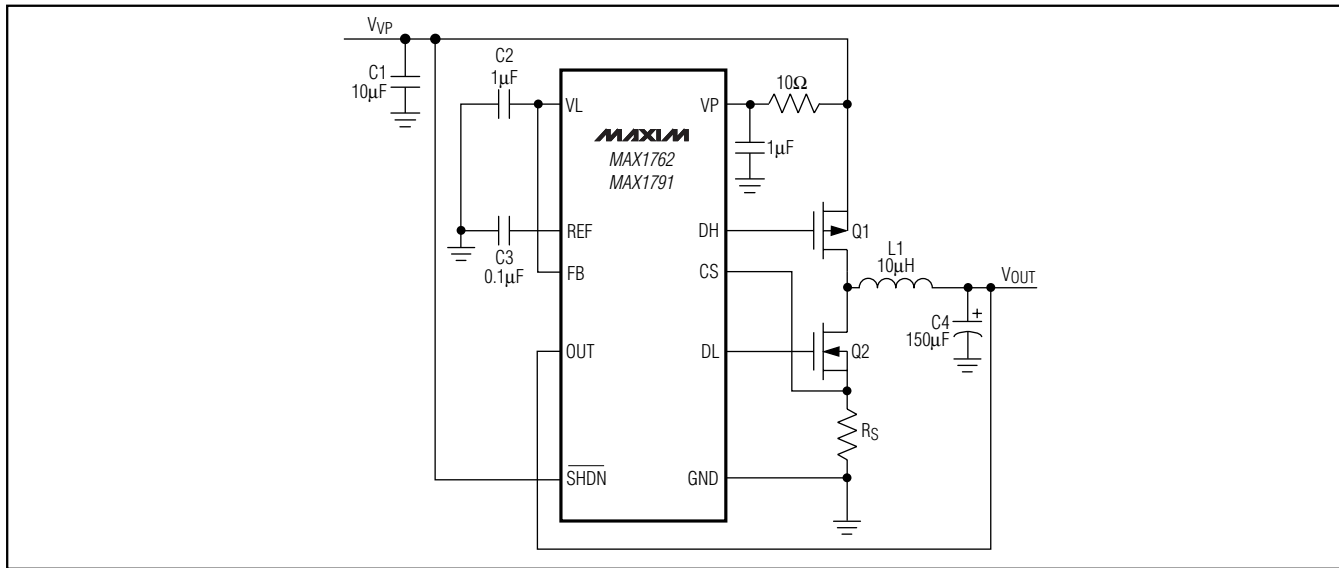 VVP
C1
10µF
C2
1µF
VL
VP
10Ω
1µF
MAXIM
MAX1762
MAX1791
REF
C3
0.1µF
FB
DH
Q1
CS
L1
10µH
VOUT
C4
150µF
+
OUT
DL
Q2
RS
SHDN
GND